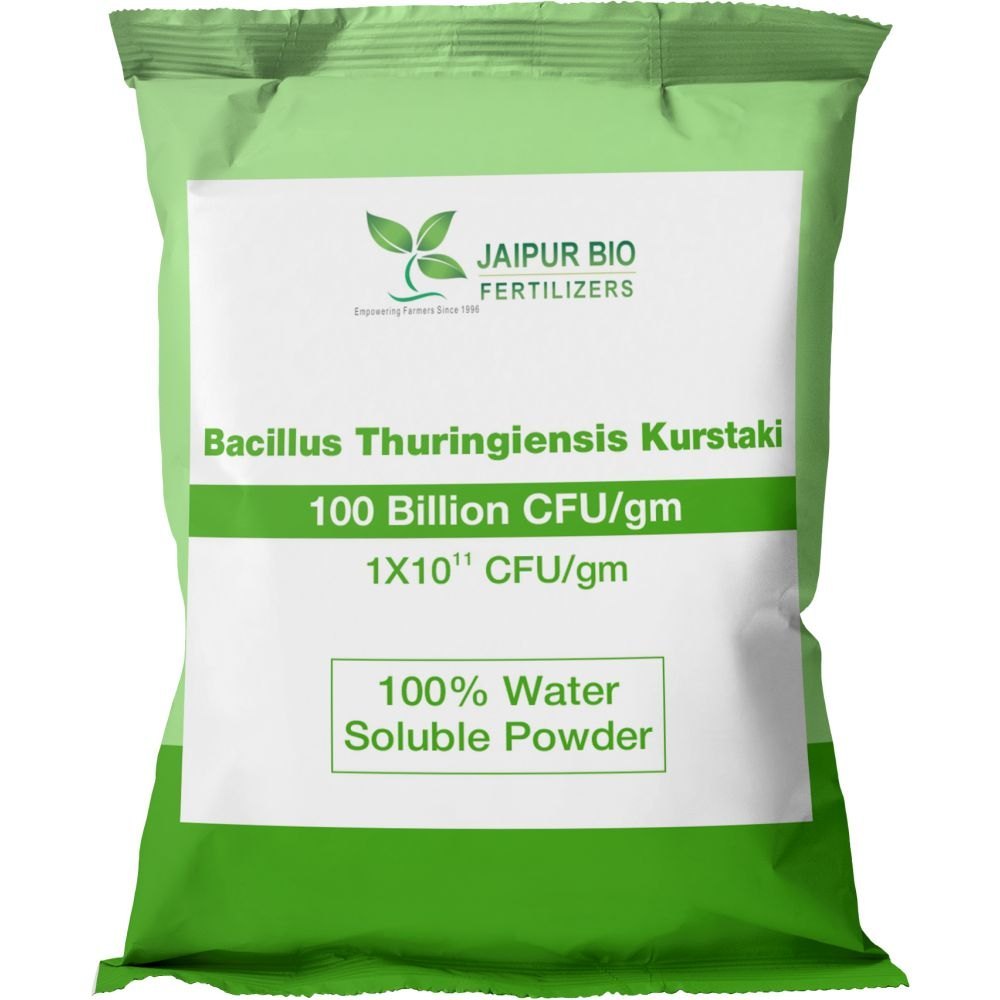 JAIPUR BIO
FERTILIZERS
Empowering Farmers Since 1996
Bacillus Thuringiensis Kurstaki
100 Billion CFU/gm
1X10¹¹ CFU/gm
100% Water
Soluble Powder